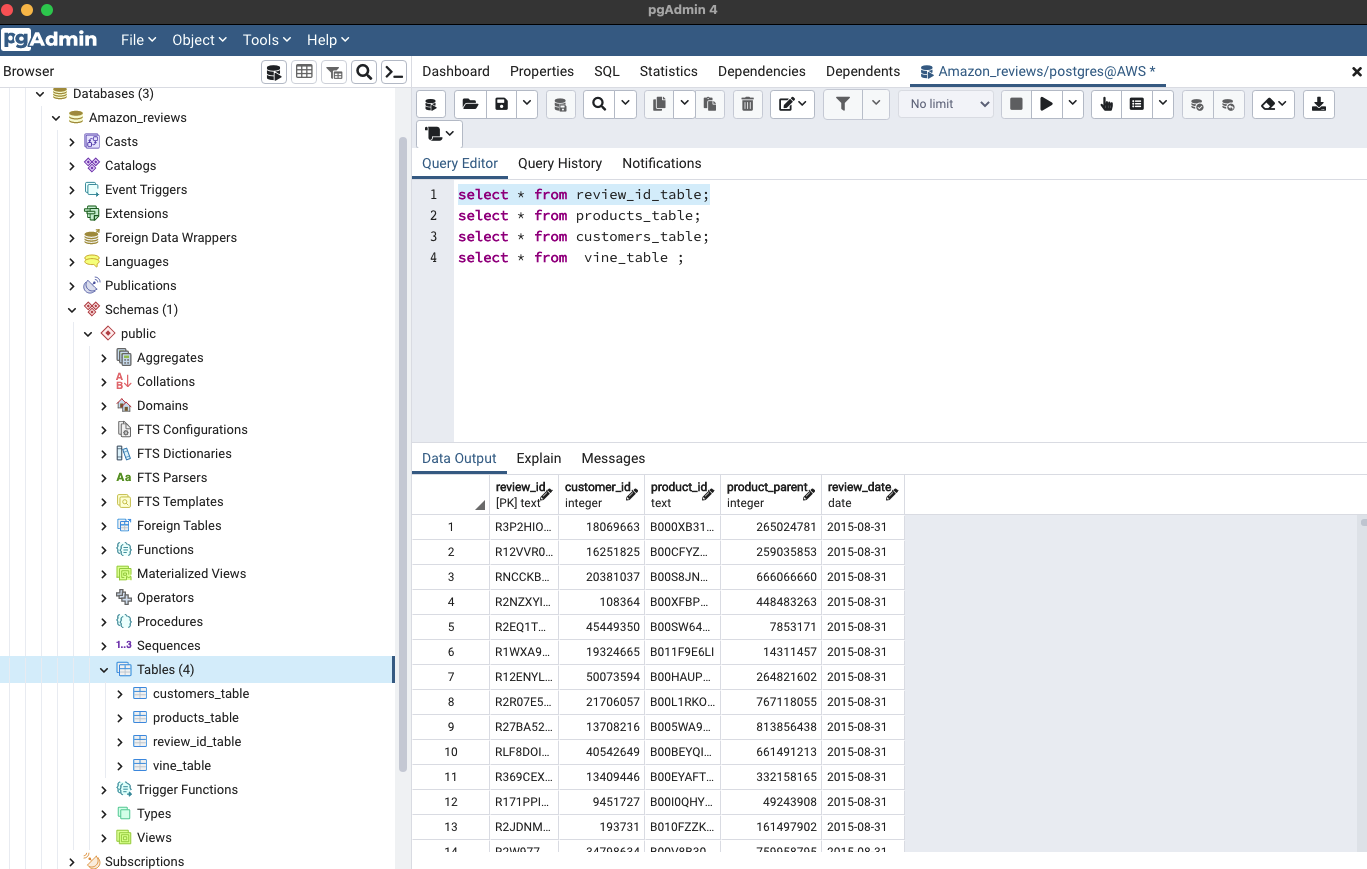 pgAdmin 4
pgAdmin File Object Tools Help
Browser
Databases (3)
Amazon_reviews
Casts
Catalogs
Event Triggers
Extensions
Foreign Data Wrappers
Languages
Publications
Schemas (1)
public
Aggregates
Collations
Domains
FTS Configurations
FTS Dictionaries
Aa FTS Parsers
FTS Templates
Foreign Tables
Functions
Materialized Views
Operators
Procedures
1..3 Sequences
Tables (4)
customers_table
products_table
review_id_table
vine_table
Trigger Functions
Types
Views
Subscriptions
Dashboard Properties SQL Statistics Dependencies Dependents Amazon_reviews/postgres@AWS *
No limit
Query Editor Query History Notifications
1 select * from review_id_table;
2 select * from products_table;
3 select * from customers_table;
4 select * from  vine_table ;
Data Output Explain Messages
review_id customer_id product_id product_parent review_date
[PK] text integer text integer date
1 R3P2HIO... 18069663 B000XB31... 265024781 2015-08-31
2 R12VVR0... 16251825 B00CFYZ... 259035853 2015-08-31
3 RNCCKB... 20381037 B00S8JN... 666066660 2015-08-31
4 R2NZXYI... 108364 B00XFBP... 448483263 2015-08-31
5 R2EQ1T... 45449350 B00SW64... 7853171 2015-08-31
6 R1WXA9... 19324665 B011F9E6LI 14311457 2015-08-31
7 R12ENYL... 50073594 B00HAUP... 264821602 2015-08-31
8 R2R07E5... 21706057 B00L1RKO... 767118055 2015-08-31
9 R27BA52... 13708216 B005WA9... 813856438 2015-08-31
10 RLF8DOI... 40542649 B00BEYQI... 661491213 2015-08-31
11 R369CEX... 13409446 B00EYAFT... 332158165 2015-08-31
12 R171PPI... 9451727 B00I0QHY... 49243908 2015-08-31
13 R2JDNM... 193731 B010FZZK... 161497902 2015-08-31
14 2015-08-31